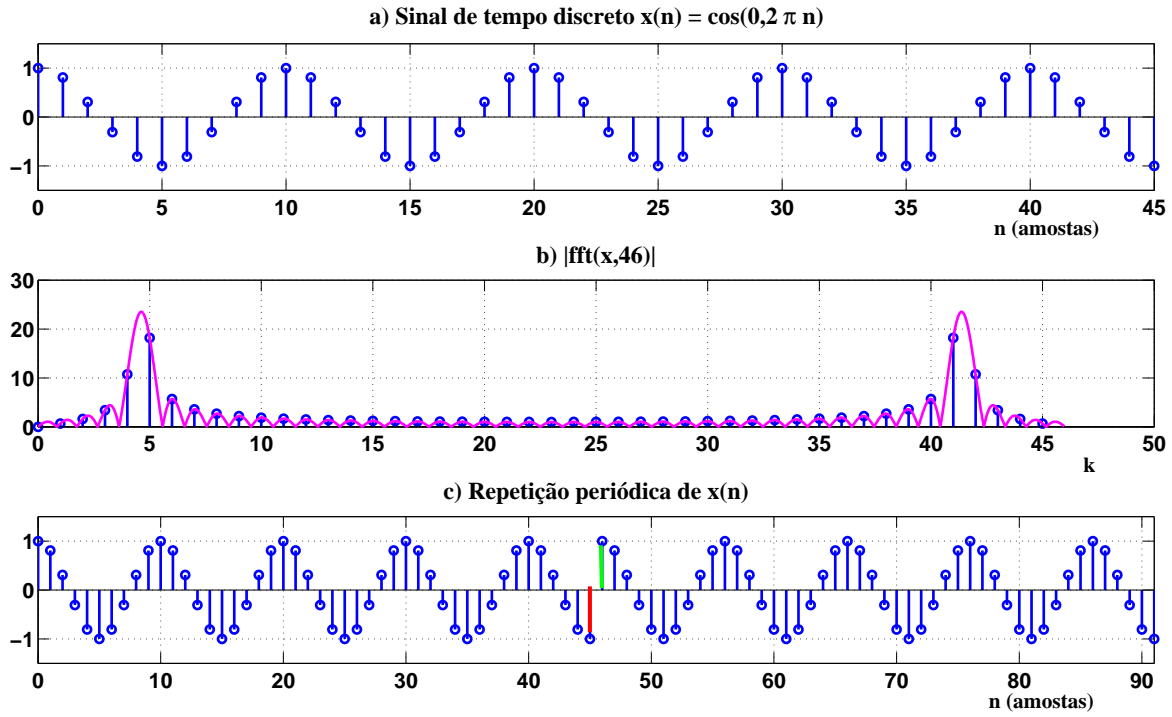 a) Sinal de tempo discreto x(n) = cos(0,2 π n)
1
0
−1
0 5 10 15 20 25 30 35 40 45
n (amostas)
b) |fft(x,46)|
30
20
10
0
0 5 10 15 20 25 30 35 40 45 50
k
c) Repetição periódica de x(n)
1
0
−1
0 10 20 30 40 50 60 70 80 90
n (amostas)